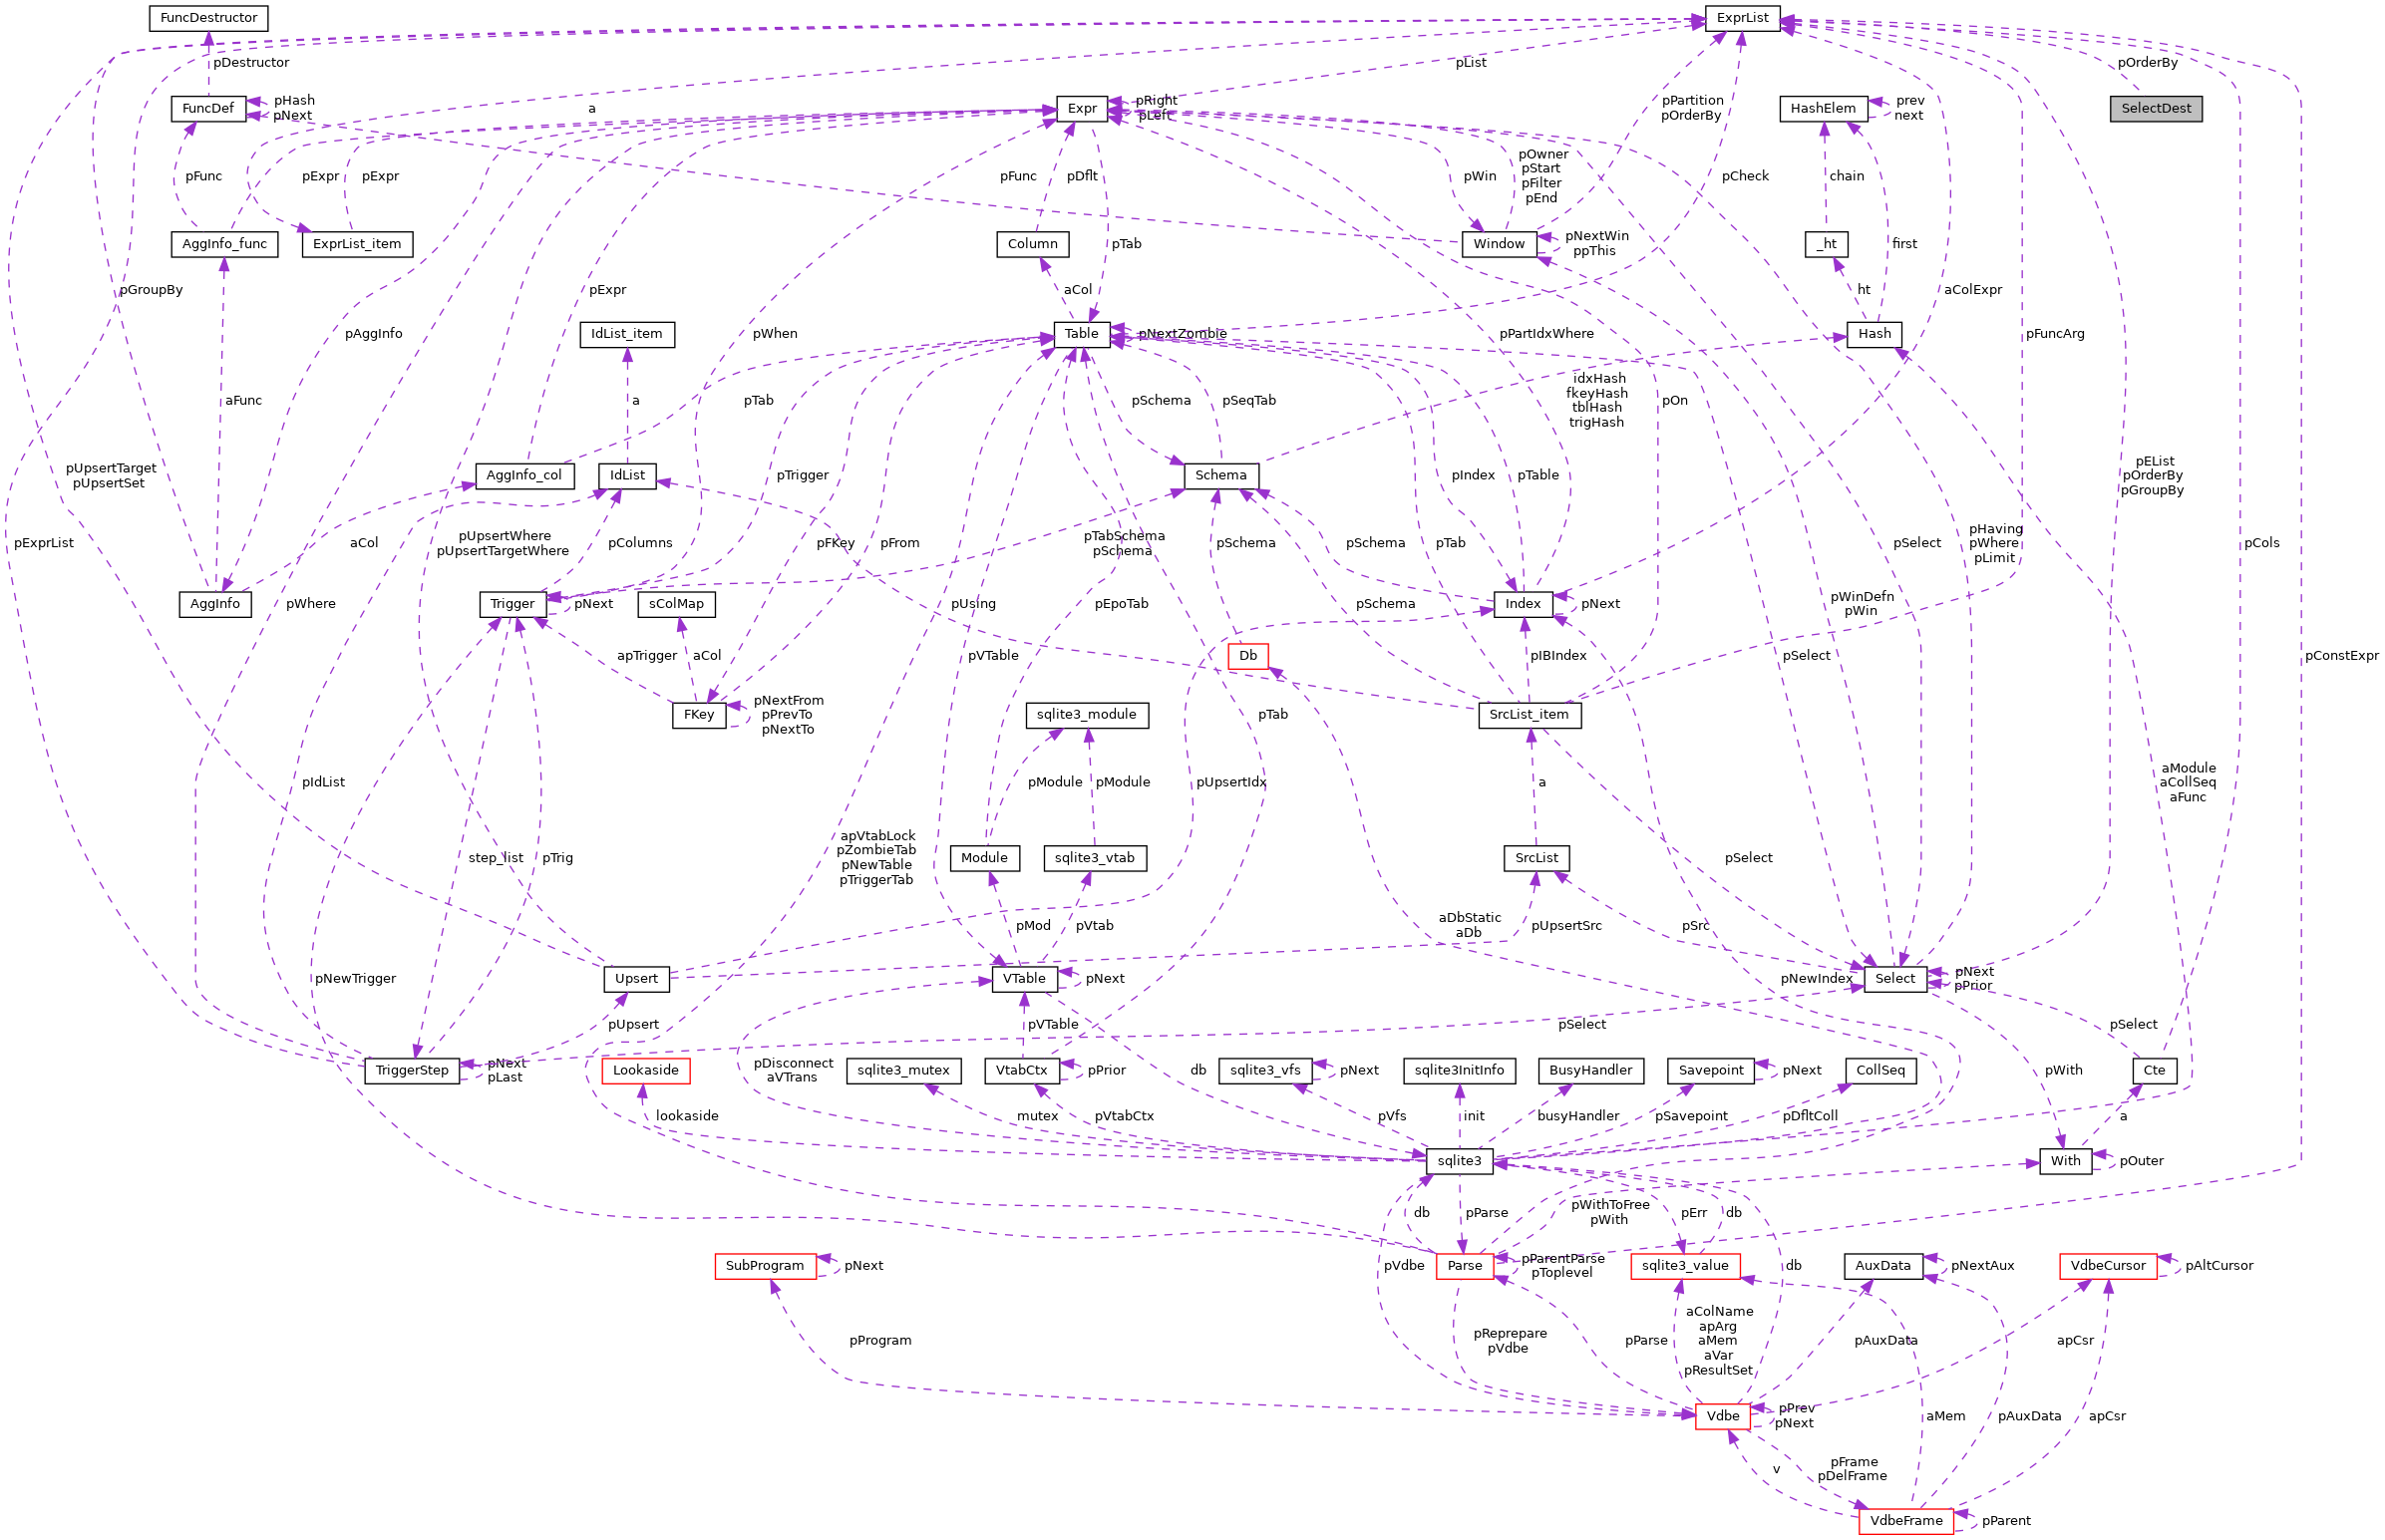 FuncDestructor
ExprList
pDestructor
pList
pOrderBy
FuncDef
pHash
pNext
a
Expr
pRight
pLeft
pPartition
pOrderBy
HashElem
prev
next
SelectDest
pFunc
pExpr
pExpr
pFunc
pDflt
pWin
pOwner
pStart
pFilter
pEnd
pCheck
chain
AggInfo_func
ExprList_item
Column
pTab
Window
pNextWin
ppThis
_ht
first
pGroupBy
pExpr
aCol
aColExpr
ht
pAggInfo
IdList_item
pWhen
Table
pNextZombie
pPartIdxWhere
Hash
pFuncArg
aFunc
a
pTab
pSchema
pSeqTab
idxHash
fkeyHash
tblHash
trigHash
pOn
pUpsertTarget
pUpsertSet
AggInfo_col
IdList
pTrigger
Schema
pIndex
pTable
pEList
pOrderBy
pGroupBy
pExprList
aCol
pUpsertWhere
pUpsertTargetWhere
pColumns
pFKey
pFrom
pTabSchema
pSchema
pSchema
pSchema
pTab
pSelect
pHaving
pWhere
pLimit
pCols
AggInfo
pWhere
Trigger
pNext
sColMap
pUsing
pEpoTab
pSchema
Index
pNext
pWinDefn
pWin
apTrigger
aCol
pVTable
Db
pIBIndex
pSelect
pConstExpr
FKey
pNextFrom
pPrevTo
pNextTo
sqlite3_module
pTab
SrcList_item
pIdList
pModule
pModule
pUpsertIdx
a
aModule
aCollSeq
aFunc
step_list
pTrig
apVtabLock
pZombieTab
pNewTable
pTriggerTab
Module
sqlite3_vtab
SrcList
pSelect
pNewTrigger
Upsert
pMod
pVtab
aDbStatic
aDb
pUpsertSrc
pSrc
VTable
pNext
pNewIndex
Select
pNext
pPrior
pUpsert
pVTable
pSelect
pSelect
TriggerStep
pNext
pLast
Lookaside
pDisconnect
aVTrans
sqlite3_mutex
VtabCtx
pPrior
db
sqlite3_vfs
pNext
sqlite3InitInfo
BusyHandler
Savepoint
pNext
CollSeq
pWith
Cte
lookaside
mutex
pVtabCtx
pVfs
init
busyHandler
pSavepoint
pDfltColl
a
sqlite3
With
pOuter
db
pParse
pWithToFree
pWith
pErr
db
SubProgram
pNext
pVdbe
Parse
pParentParse
pToplevel
sqlite3_value
db
AuxData
pNextAux
VdbeCursor
pAltCursor
pProgram
pReprepare
pVdbe
pParse
aColName
apArg
aMem
aVar
pResultSet
pAuxData
apCsr
Vdbe
pPrev
pNext
aMem
pAuxData
apCsr
v
pFrame
pDelFrame
VdbeFrame
pParent